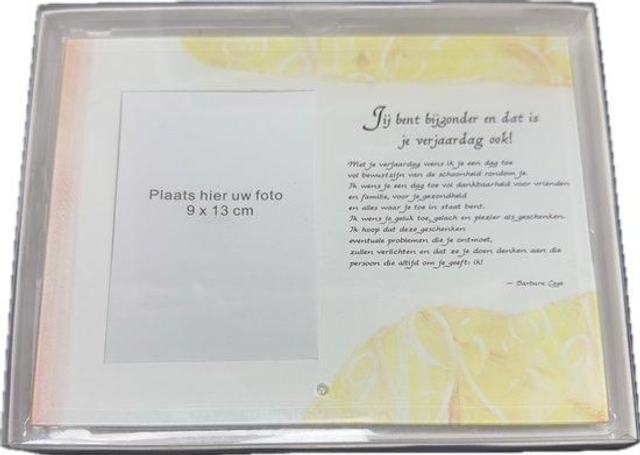 Plaats hier uw foto
9 x 13 cm
Jij bent bijzonder en dat is
je verjaardag ook!
Met je verjaardag wens ik je een dag toe
vol bewustzijn van de schoonheid rondom je.
Ik wens je een dag toe vol dankbaarheid voor vrienden
en familie, voor je gezondheid
en alles waar je toe in staat bent.
Ik wens je geluk toe, gelach en plezier als geschenken.
Ik hoop dat deze geschenken
eventuele problemen die je ontmoet,
zullen verlichten en dat ze je doen denken aan die
persoon die altijd om je geeft: ik!
— Barbara Cage